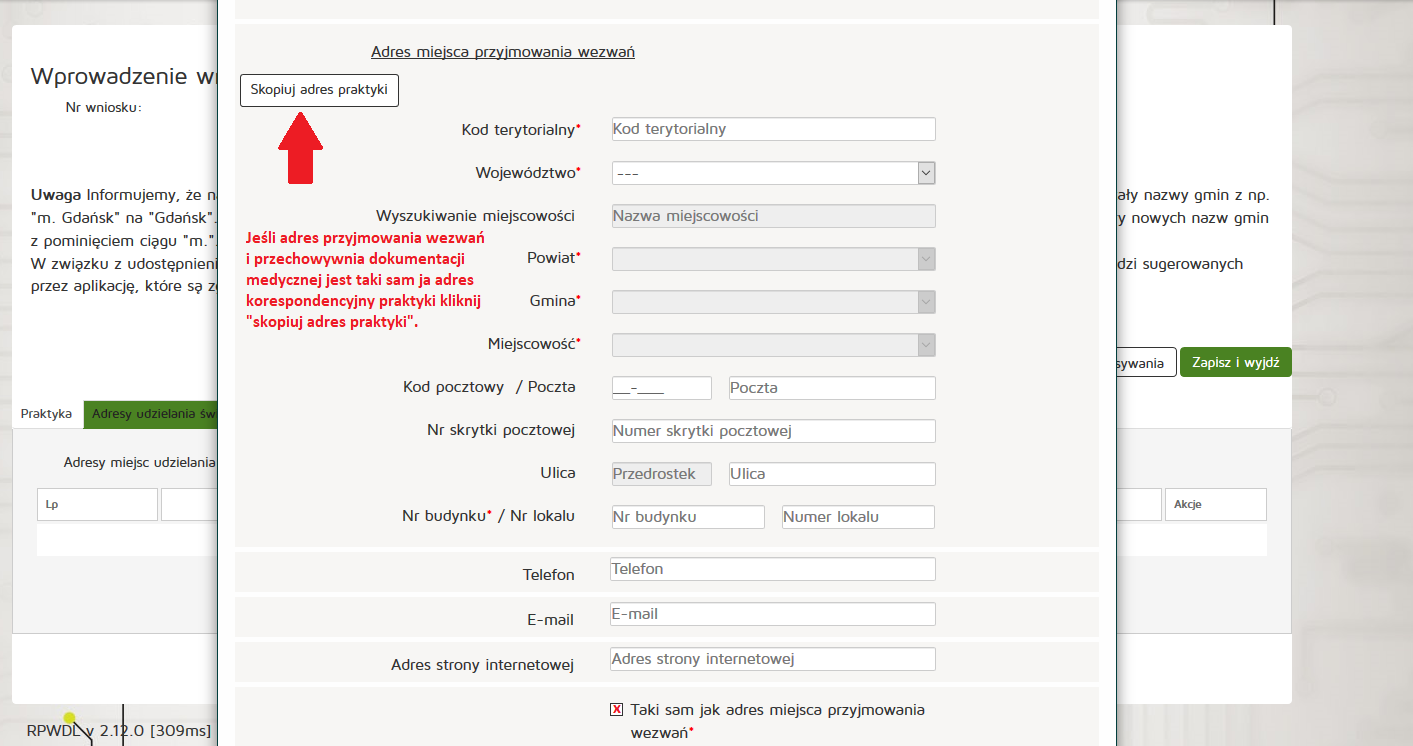 Adres miejsca przyjmowania wezwań
Wprowadzenie
Skopiuj adres praktyki
Nr wniosku:
Kod terytorialny* Kod terytorialny
Województwo* ---
Uwaga Informujemy, że
nazwy gmin z np.
"m. Gdańsk" na "Gdańsk".
Wyszukiwanie miejscowości Nazwa miejscowości
nowych nazw gmin
z pominięciem ciągu "m.".
Jeśli adres przyjmowania wezwań
i przechowywnia dokumentacji
medycznej jest taki sam ja adres
korespondencyjny praktyki kliknij
"skopiuj adres praktyki".
Powiat*
W związku z
sugerowanych
przez aplikację, które są
Gmina*
Miejscowość*
Zapisz i wyjdź
Kod pocztowy / Poczta __-___ Poczta
Praktyka Adresy udzielania
Nr skrytki pocztowej Numer skrytki pocztowej
Adresy miejsc udzielania
Ulica Przedrostek Ulica
Lp
Akcje
Nr budynku* / Nr lokalu Nr budynku Numer lokalu
Telefon Telefon
E-mail E-mail
Adres strony internetowej Adres strony internetowej
X Taki sam jak adres miejsca przyjmowania
wezwań*
RPWDL v 2.12.0 [309ms]